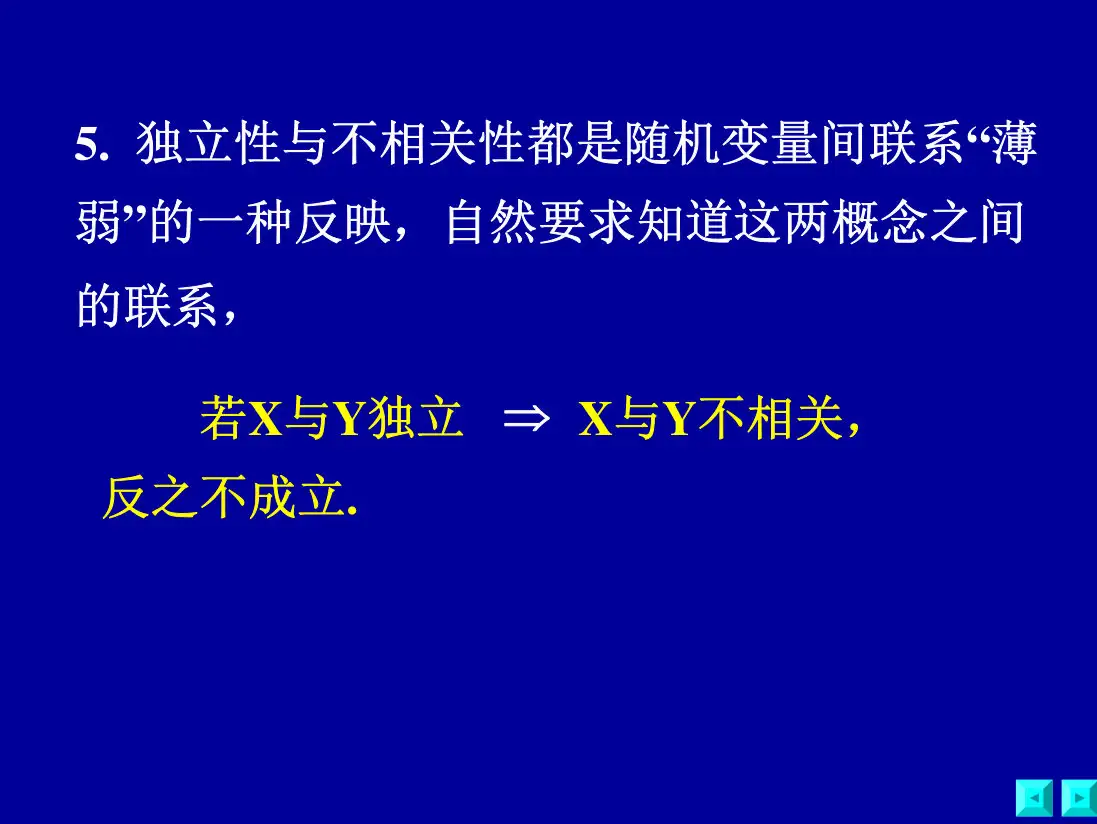 5. 独立性与不相关性都是随机变量间联系“薄
弱”的一种反映，自然要求知道这两概念之间
的联系，
若X与Y独立 ⇒ X与Y不相关，
反之不成立.